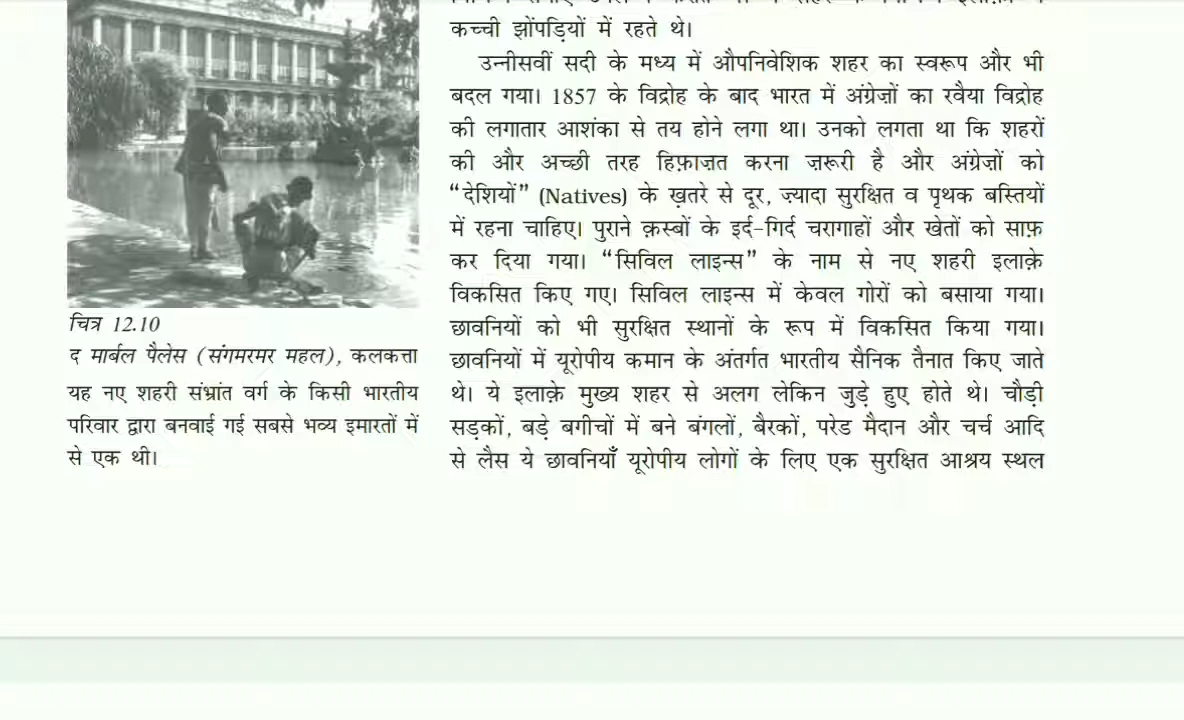 कच्ची झोंपड़ियों में रहते थे।
उन्नीसवीं सदी के मध्य में औपनिवेशिक शहर का स्वरूप और भी
बदल गया। 1857 के विद्रोह के बाद भारत में अंग्रेज़ों का रवैया विद्रोह
की लगातार आशंका से तय होने लगा था। उनको लगता था कि शहरों
की और अच्छी तरह हिफ़ाज़त करना ज़रूरी है और अंग्रेज़ों को
“देशियों” (Natives) के ख़तरे से दूर, ज्यादा सुरक्षित व पृथक बस्तियों
में रहना चाहिए। पुराने क़स्बों के इर्द-गिर्द चरागाहों और खेतों को साफ़
कर दिया गया। “सिविल लाइन्स” के नाम से नए शहरी इलाक़े
विकसित किए गए। सिविल लाइन्स में केवल गोरों को बसाया गया।
छावनियों को भी सुरक्षित स्थानों के रूप में विकसित किया गया।
छावनियों में यूरोपीय कमान के अंतर्गत भारतीय सैनिक तैनात किए जाते
थे। ये इलाक़े मुख्य शहर से अलग लेकिन जुड़े हुए होते थे। चौड़ी
सड़कों, बड़े बगीचों में बने बंगलों, बैरकों, परेड मैदान और चर्च आदि
से लैस ये छावनियाँ यूरोपीय लोगों के लिए एक सुरक्षित आश्रय स्थल
चित्र 12.10
द मार्बल पैलेस (संगमरमर महल), कलकत्ता
यह नए शहरी संभ्रांत वर्ग के किसी भारतीय
परिवार द्वारा बनवाई गई सबसे भव्य इमारतों में
से एक थी।